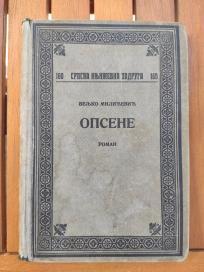 160 СРПСКА КЊИЖЕВНА ЗАДРУГА 160
ВЕЉКО МИЛИЋЕВИЋ
ОПСЕНЕ
РОМАН